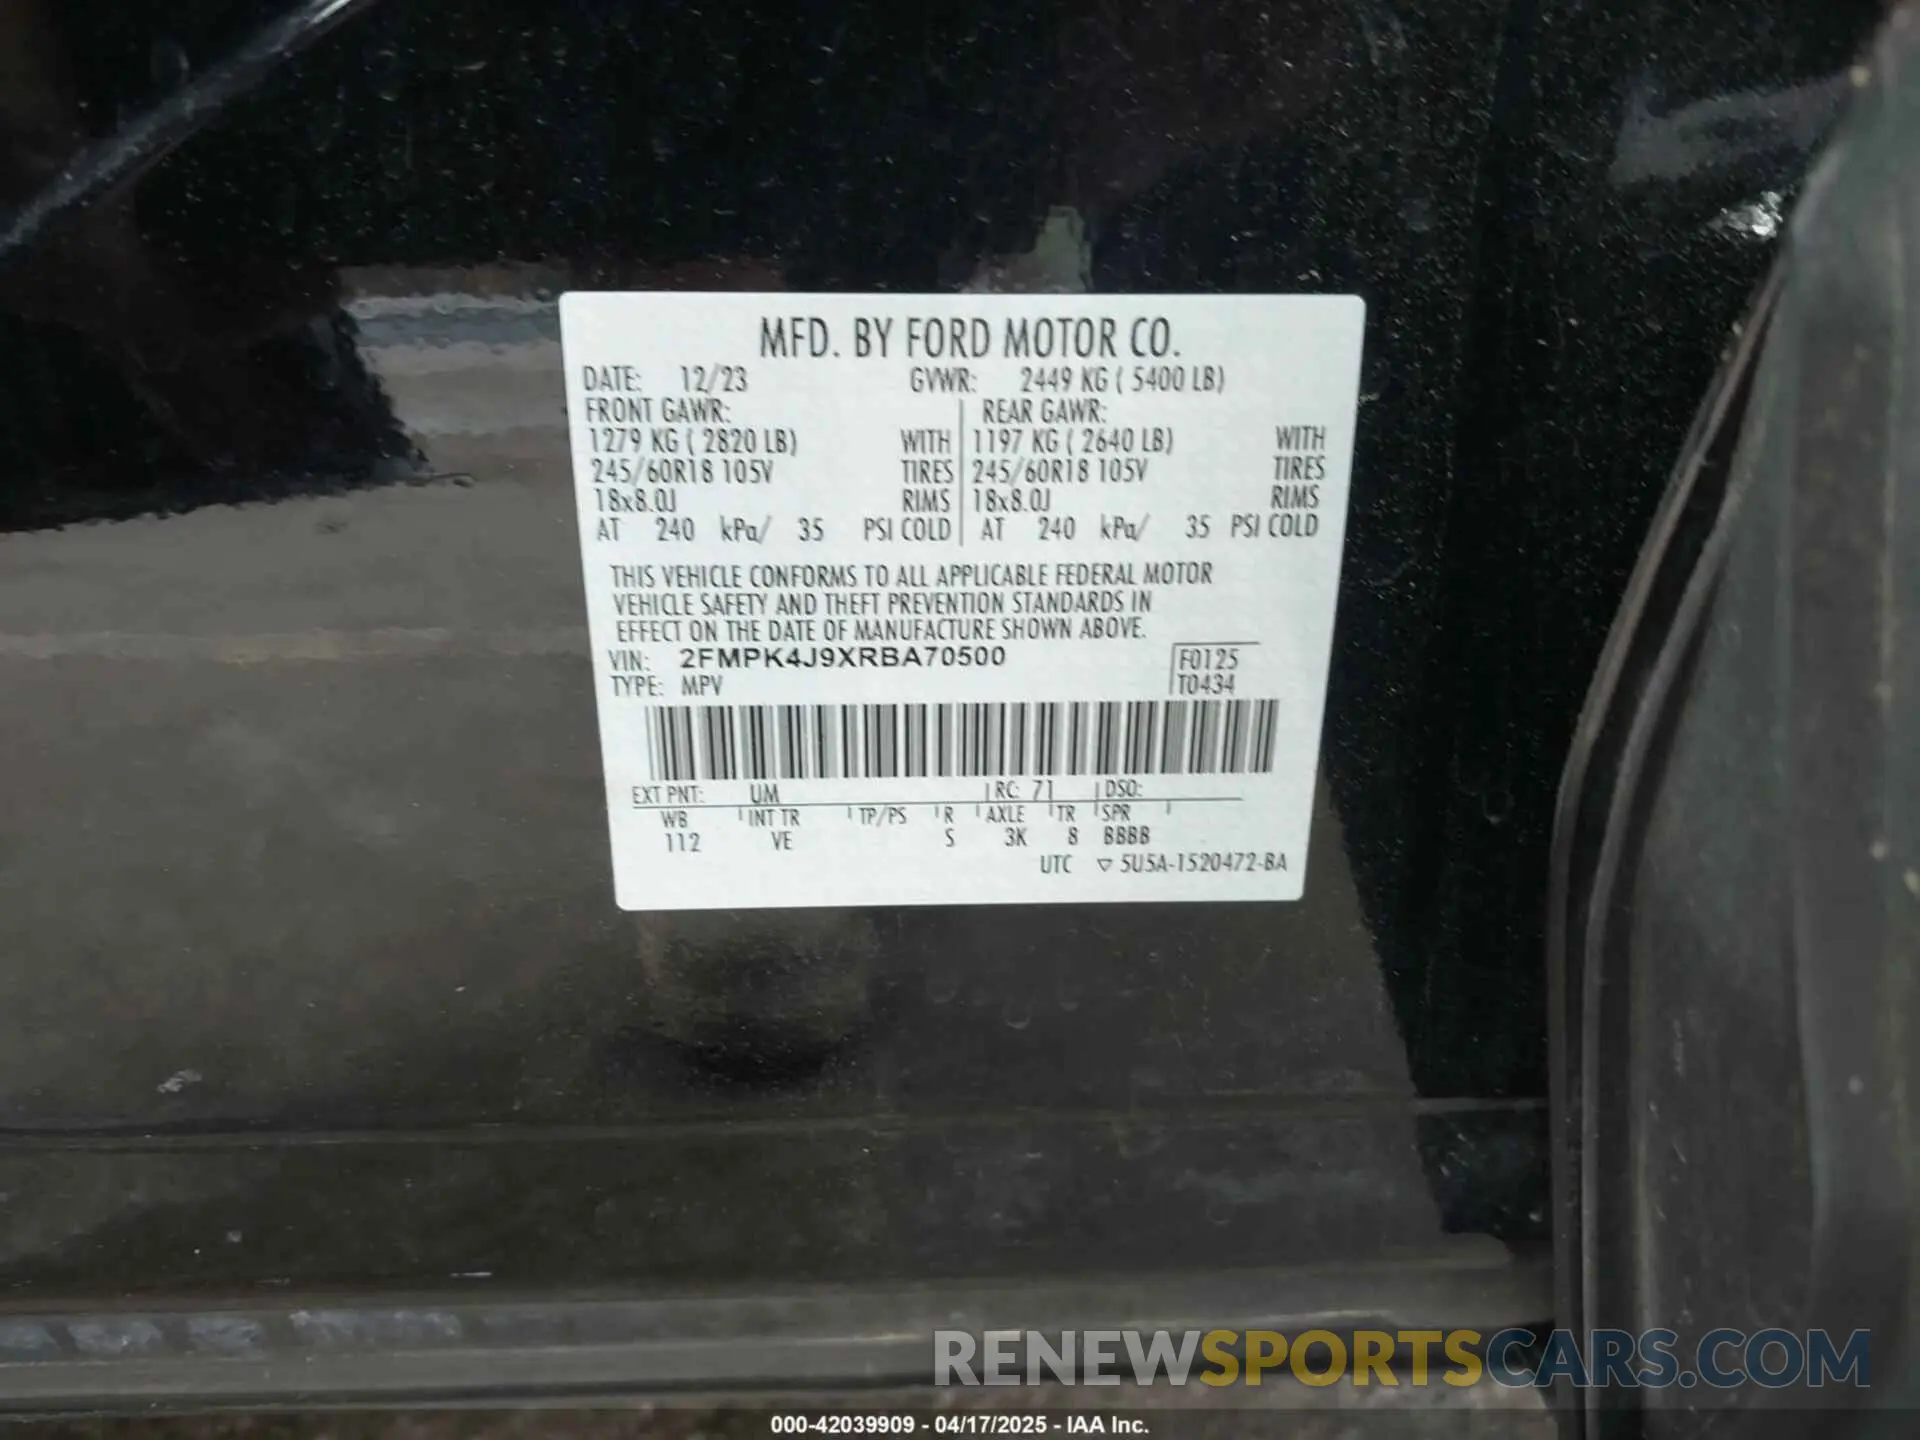 MFD. BY FORD MOTOR CO.
DATE: 12/23 GVWR: 2449 KG ( 5400 LB)
FRONT GAWR: REAR GAWR:
1279 KG ( 2820 LB) WITH 1197 KG ( 2640 LB) WITH
245/60R18 105V TIRES 245/60R18 105V TIRES
18x8.0J RIMS 18x8.0J RIMS
AT 240 kPa/ 35 PSI COLD AT 240 kPa/ 35 PSI COLD
THIS VEHICLE CONFORMS TO ALL APPLICABLE FEDERAL MOTOR
VEHICLE SAFETY AND THEFT PREVENTION STANDARDS IN
EFFECT ON THE DATE OF MANUFACTURE SHOWN ABOVE.
VIN: 2FMPK4J9XRBA70500 F0125
TYPE: MPV T0434
EXT PNT: UM RC: 71 DSO:
WB INT TR TP/PS R AXLE TR SPR
112 VE S 3K 8 BBBB
UTC ▽ 5U5A-1520472-BA
RENEWSPORTSCARS.COM
000-42039909 - 04/17/2025 - IAA Inc.